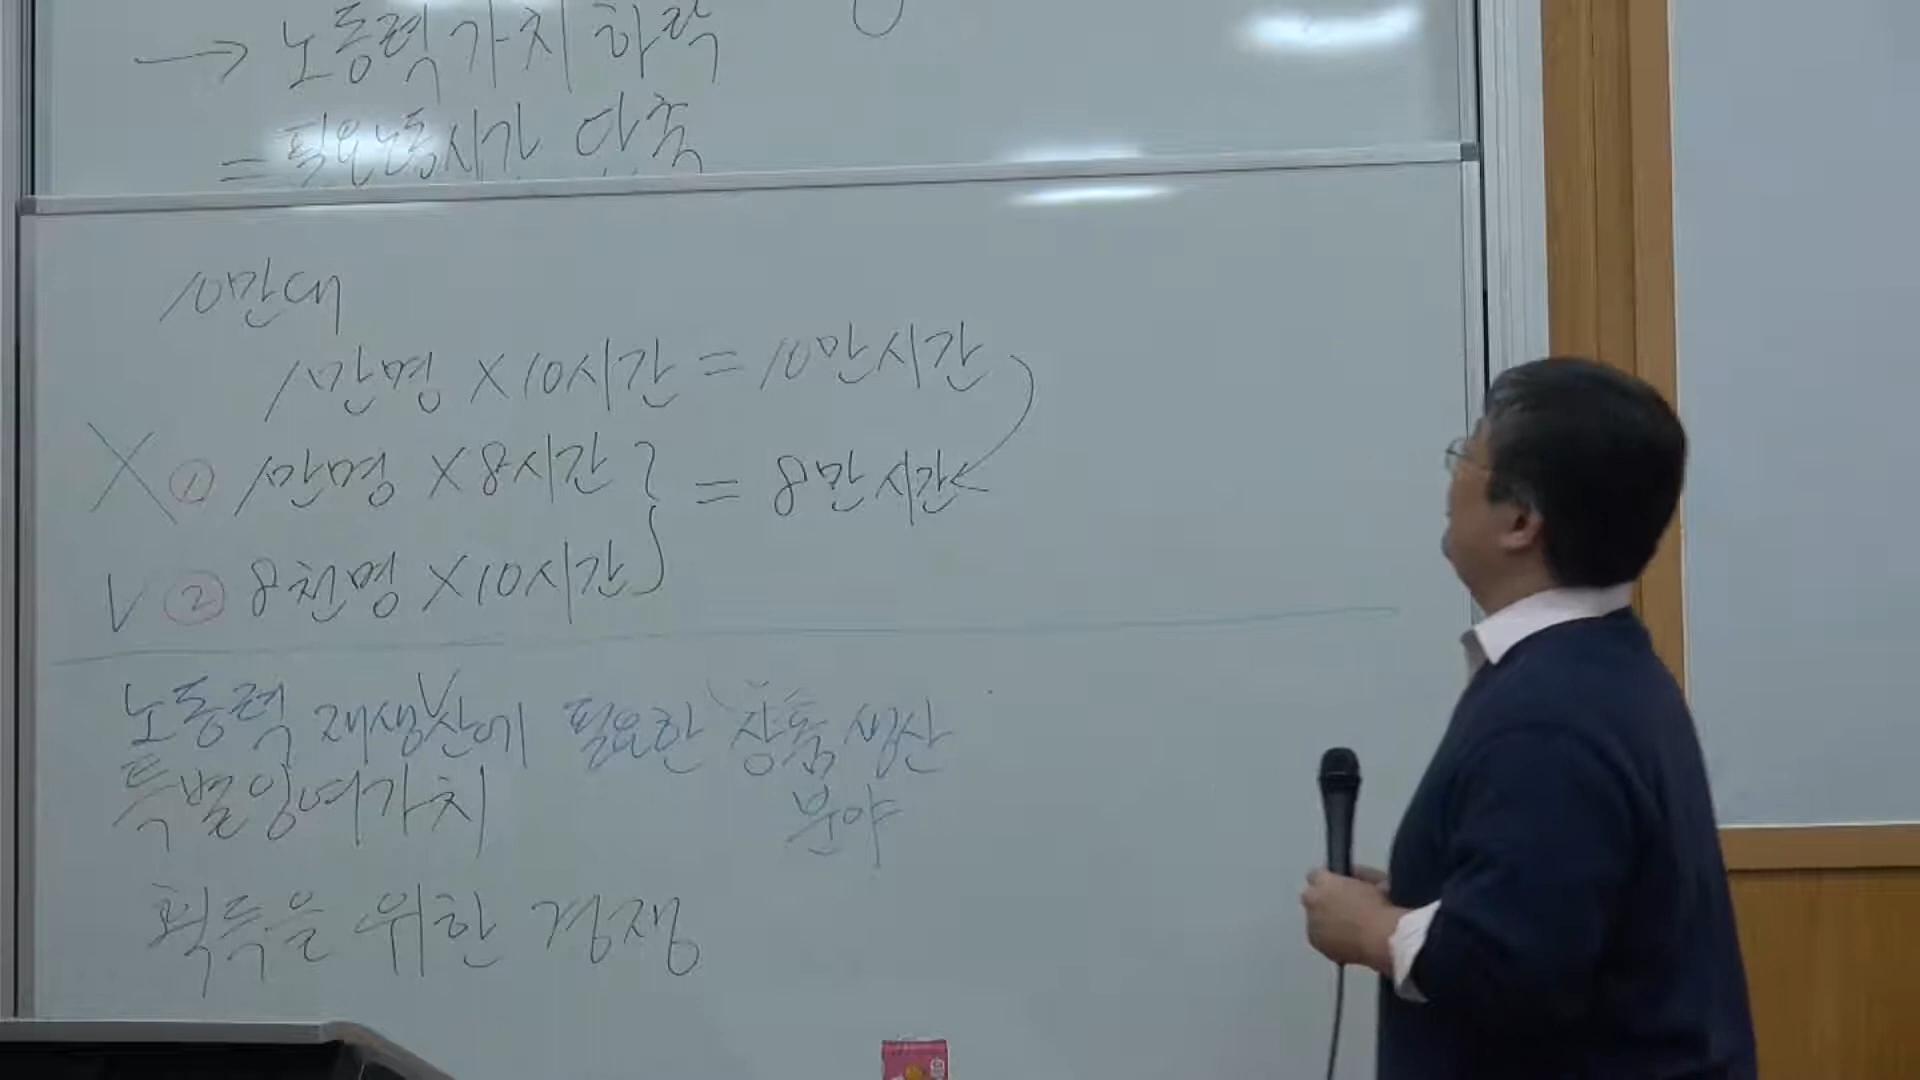 → 노동력 가치 하락
= 필요노동시간 단축
10만대
1만명 X10시간 = 10만시간
X ① 1만명 X8시간 = 8만시간
V ② 8천명 X10시간
노동력 재생산에 필요한 상품 생산
분야
특별잉여가치
획득을 위한 경쟁